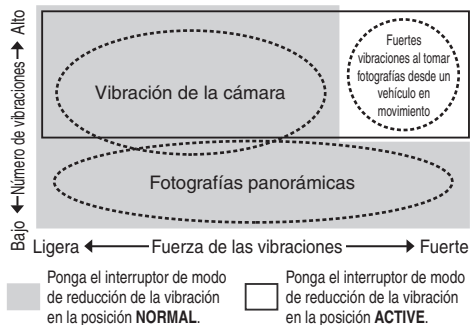 Alto
Número de vibraciones
Bajo
Vibración de la cámara
Fuertes
vibraciones al tomar
fotografías desde un
vehículo en
movimiento
Fotografías panorámicas
Ligera
Fuerza de las vibraciones
Fuerte
Ponga el interruptor de modo
de reducción de la vibración
en la posición NORMAL.
Ponga el interruptor de modo
de reducción de la vibración
en la posición ACTIVE.